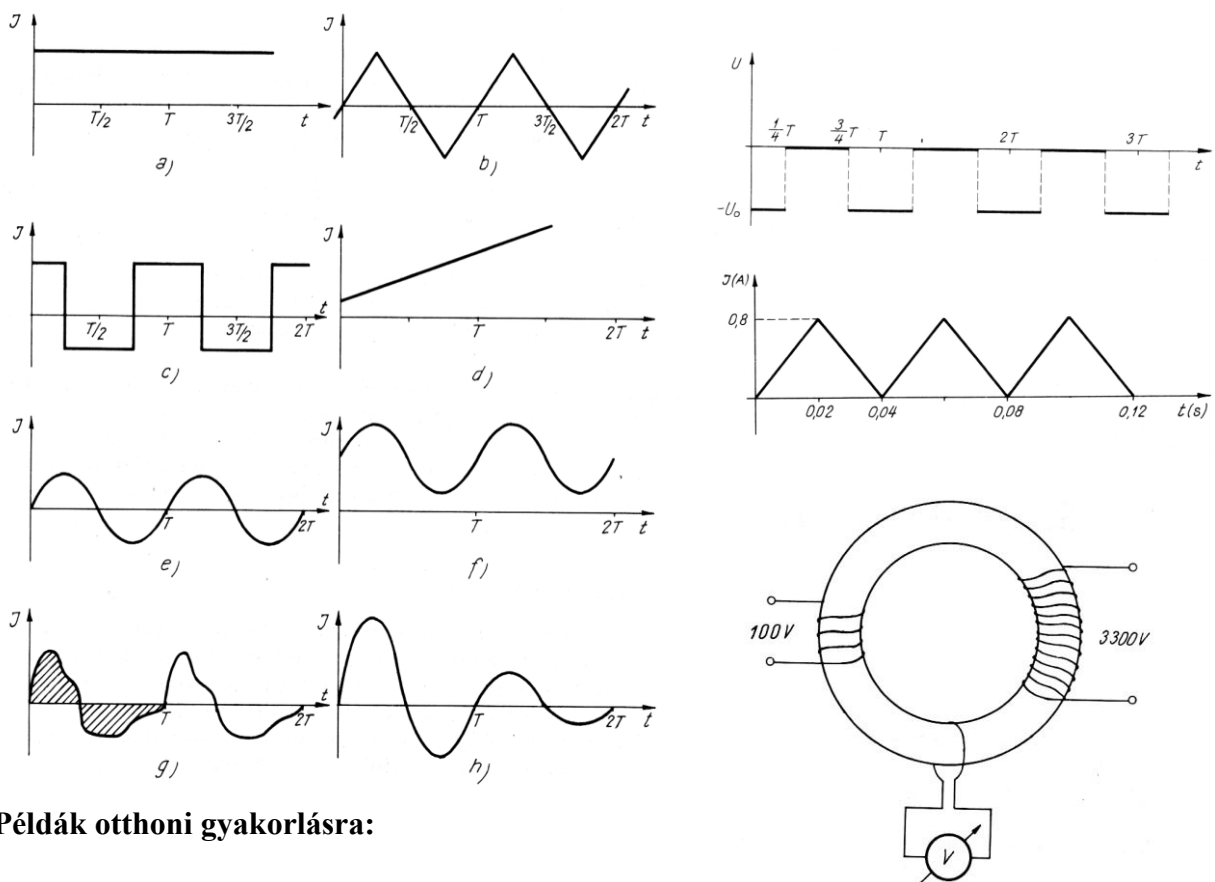 J
T/2 T 3T/2 t
a)
J
T/2 T 3T/2 2T t
b)
J
t
T/2 T 3T/2 2T
c)
J
T 2T t
d)
J
t
T 2T
e)
J
T 2T t
f)
J
t
T 2T
g)
J
T 2T t
h)
Példák otthoni gyakorlásra:
U
1/4 T 3/4 T T 2T 3T
t
-U₀
J(A)
0,8
0,02 0,04 0,08 0,12 t(s)
100V 3300V
V